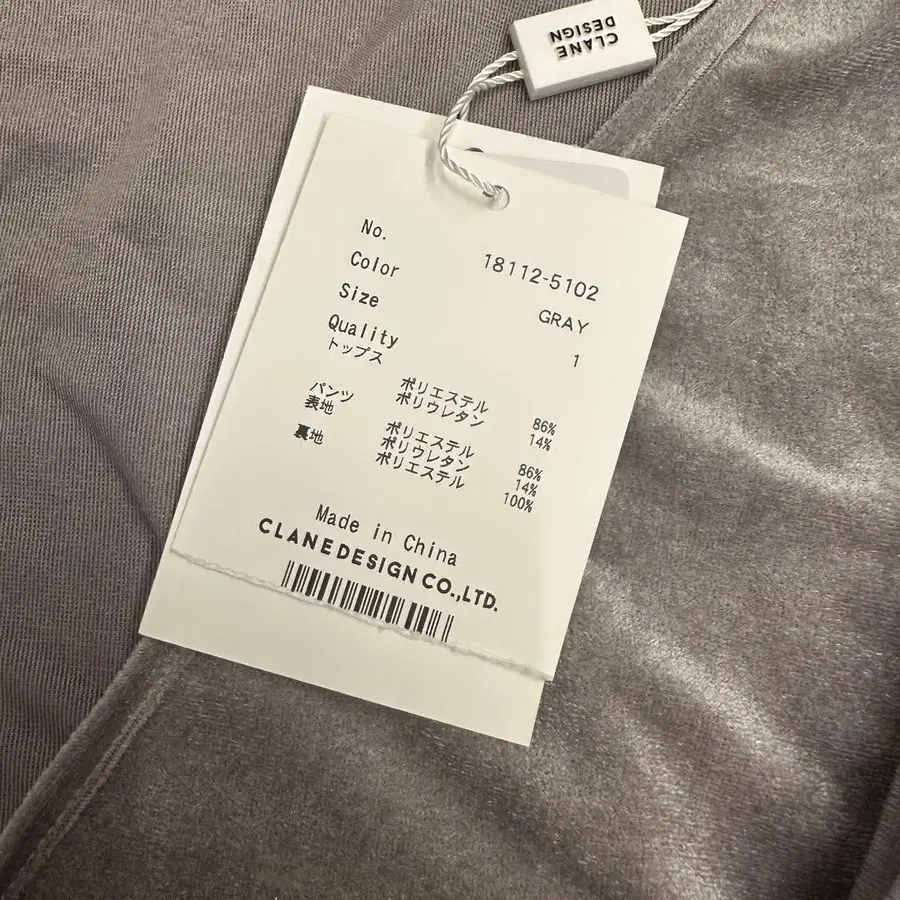 CLANE
DESIGN
No. 18112-5102
Color GRAY
Size 1
Quality
トップス
ポリエステル 86%
ポリウレタン 14%
パンツ
表地 ポリエステル 86%
ポリウレタン 14%
裏地 ポリエステル 100%
Made in China
CLANEDESIGN CO.,LTD.